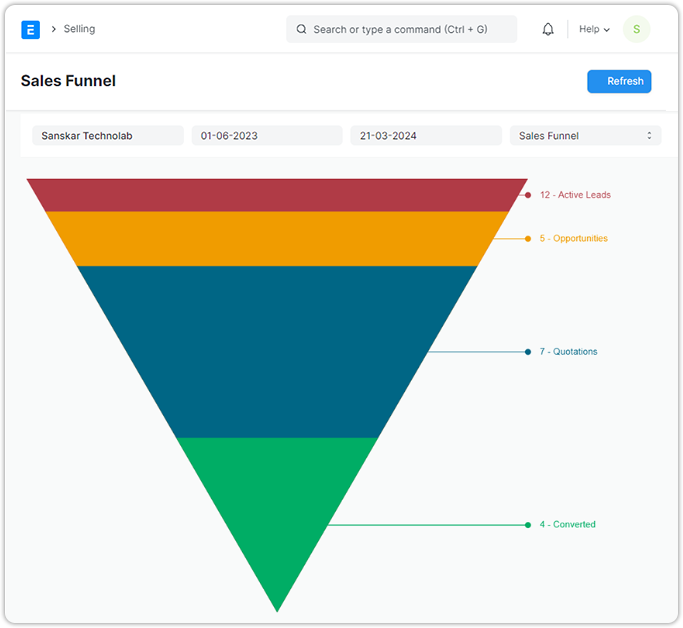 E > Selling
Search or type a command (Ctrl + G)
Help
S
Sales Funnel
Refresh
Sanskar Technolab
01-06-2023
21-03-2024
Sales Funnel
12 - Active Leads
5 - Opportunities
7 - Quotations
4 - Converted